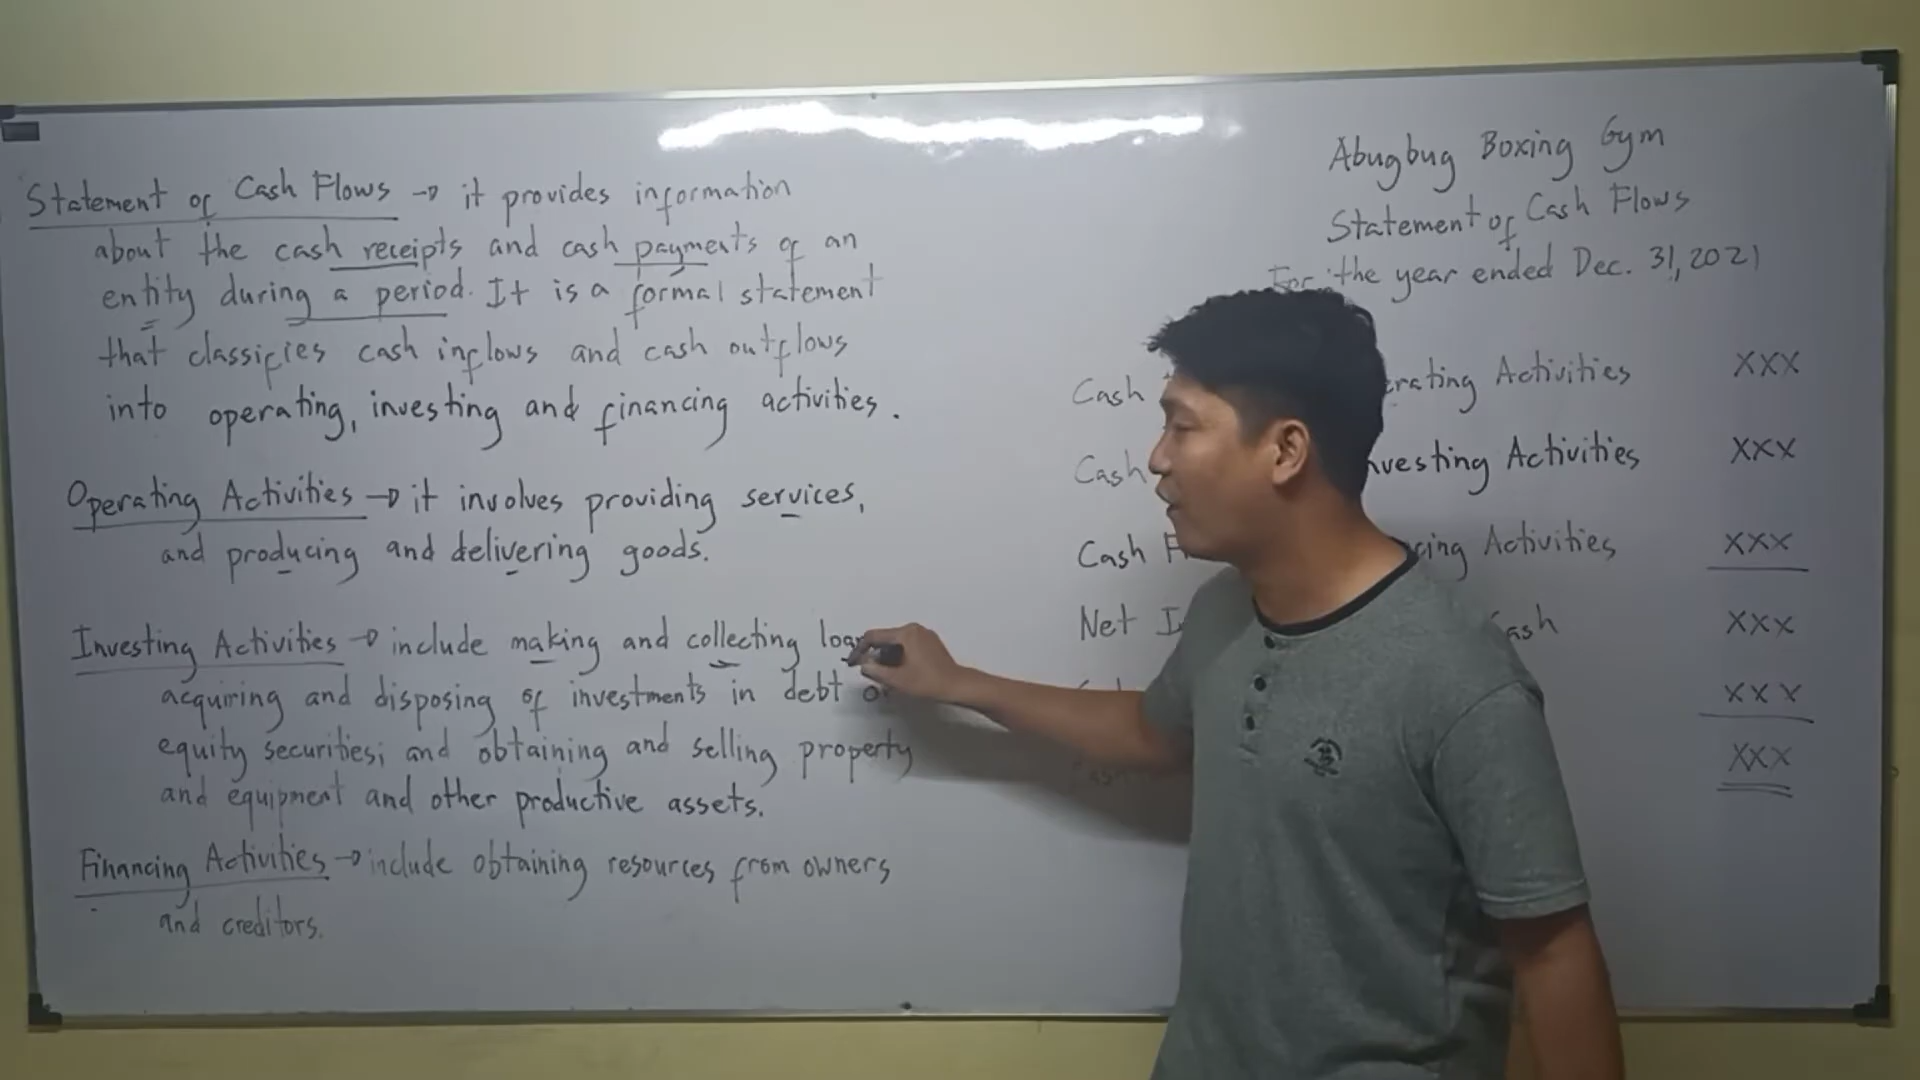 Statement of Cash Flows → it provides information
about the cash receipts and cash payments of an
entity during a period. It is a formal statement
that classifies cash inflows and cash outflows
into operating, investing and financing activities.
Operating Activities → it involves providing services,
and producing and delivering goods.
Investing Activities → include making and collecting
acquiring and disposing of investments in debt
equity securities; and obtaining and selling property
and equipment and other productive assets.
Financing Activities → include obtaining resources from owners
and creditors.
Abugbug Boxing Gym
Statement of Cash Flows
For the year ended Dec. 31, 2021
Cash Activities XXX
Cash Activities XXX
Cash Activities XXX
Net XXX
XXX
XXX